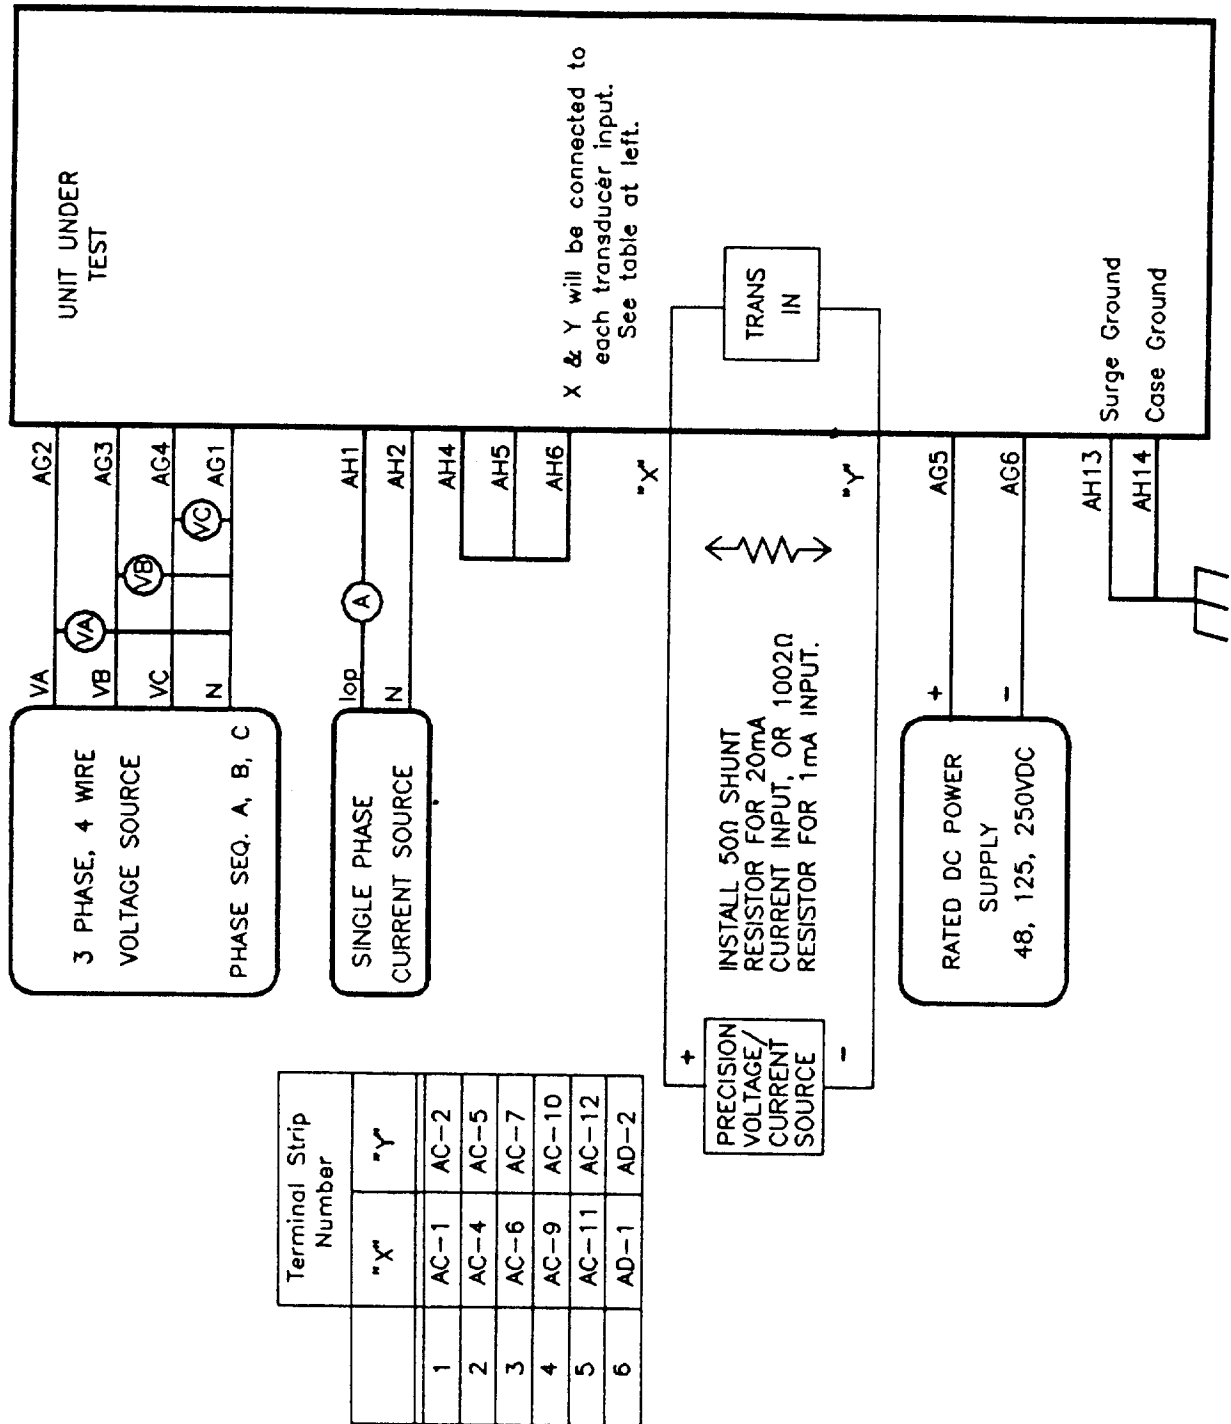 3 PHASE, 4 WIRE
VOLTAGE SOURCE
PHASE SEQ. A, B, C
VA
VB
VC
N
VA
VB
VC
AG2
AG3
AG4
AG1
UNIT UNDER
TEST
SINGLE PHASE
CURRENT SOURCE
Iop
N
A
AH1
AH2
AH4
AH5
AH6
X & Y will be connected to
each transducer input.
See table at left.
Terminal Strip
Number
"X" "Y"
1 AC-1 AC-2
2 AC-4 AC-5
3 AC-6 AC-7
4 AC-9 AC-10
5 AC-11 AC-12
6 AD-1 AD-2
PRECISION
VOLTAGE/
CURRENT
SOURCE
+
-
INSTALL 50Ω SHUNT
RESISTOR FOR 20mA
CURRENT INPUT, OR 1002Ω
RESISTOR FOR 1mA INPUT.
"X"
"Y"
TRANS
IN
RATED DC POWER
SUPPLY
48, 125, 250VDC
+
-
AG5
AG6
AH13
AH14
Surge Ground
Case Ground